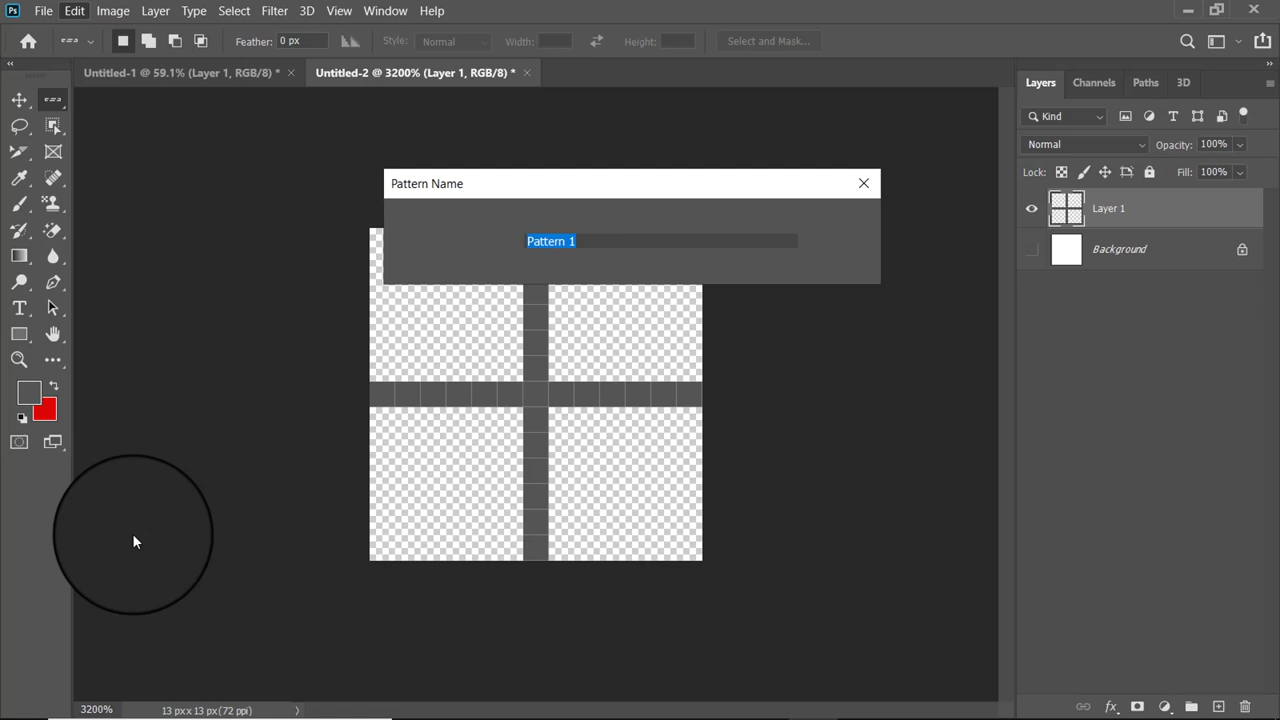 Ps File Edit Image Layer Type Select Filter 3D View Window Help
Feather: 0 px Style: Normal Width: Height: Select and Mask...
Untitled-1 @ 59.1% (Layer 1, RGB/8) * × Untitled-2 @ 3200% (Layer 1, RGB/8) * ×
Layers Channels Paths 3D
Kind
Normal Opacity: 100%
Lock: Fill: 100%
Pattern Name
Layer 1
Pattern 1
Background
3200% 13 px x 13 px (72 ppi)